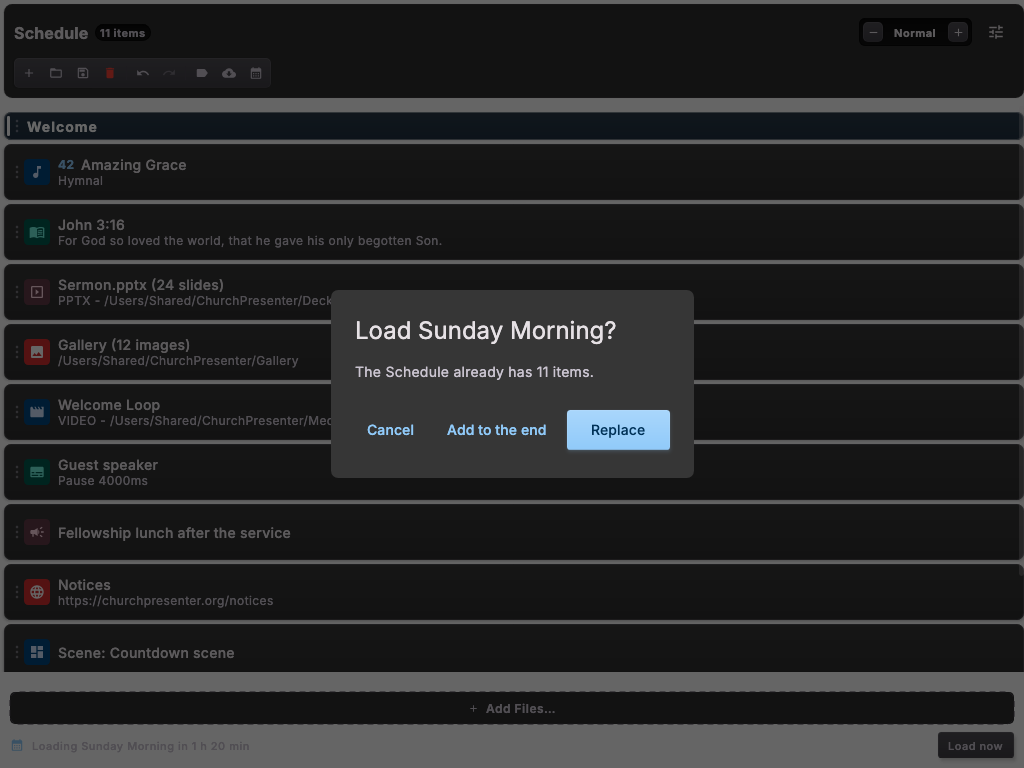 Schedule 11 items
Normal
Welcome
42 Amazing Grace
Hymnal
John 3:16
For God so loved the world, that he gave his only begotten Son.
Sermon.pptx (24 slides)
PPTX - /Users/Shared/ChurchPresenter/Deck
Gallery (12 images)
/Users/Shared/ChurchPresenter/Gallery
Welcome Loop
VIDEO - /Users/Shared/ChurchPresenter/Med
Guest speaker
Pause 4000ms
Fellowship lunch after the service
Notices
https://churchpresenter.org/notices
Scene: Countdown scene
Load Sunday Morning?
The Schedule already has 11 items.
Cancel Add to the end Replace
+ Add Files...
Loading Sunday Morning in 1 h 20 min
Load now